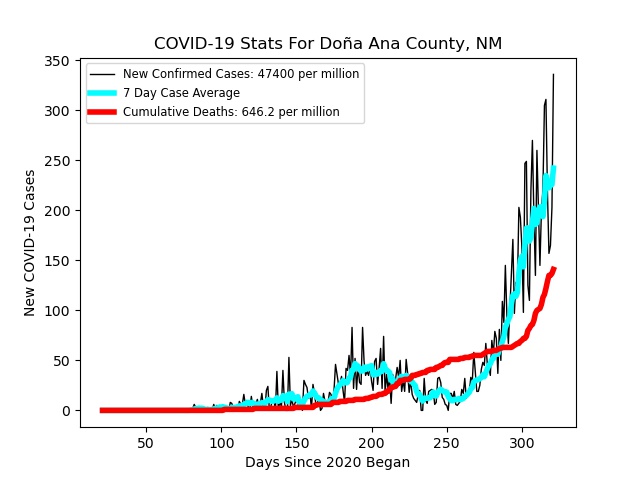 COVID-19 Stats For Doña Ana County, NM
New Confirmed Cases: 47400 per million
7 Day Case Average
Cumulative Deaths: 646.2 per million
New COVID-19 Cases
350
300
250
200
150
100
50
0
50 100 150 200 250 300
Days Since 2020 Began